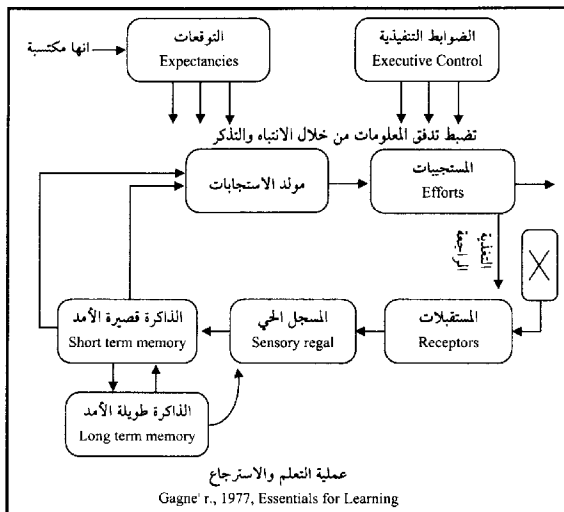 انها مكتسبة
التوقعات
Expectancies
الضوابط التنفيذية
Executive Control
تضبط تدفق المعلومات من خلال الانتباه والتذكر
مولد الاستجابات
المستجيبات
Efforts
التغذية
الراجعة
الذاكرة قصيرة الأمد
Short term memory
المسجل الحي
Sensory regal
المستقبلات
Receptors
الذاكرة طويلة الأمد
Long term memory
عملية التعلم والاسترجاع
Gagne' r., 1977, Essentials for Learning